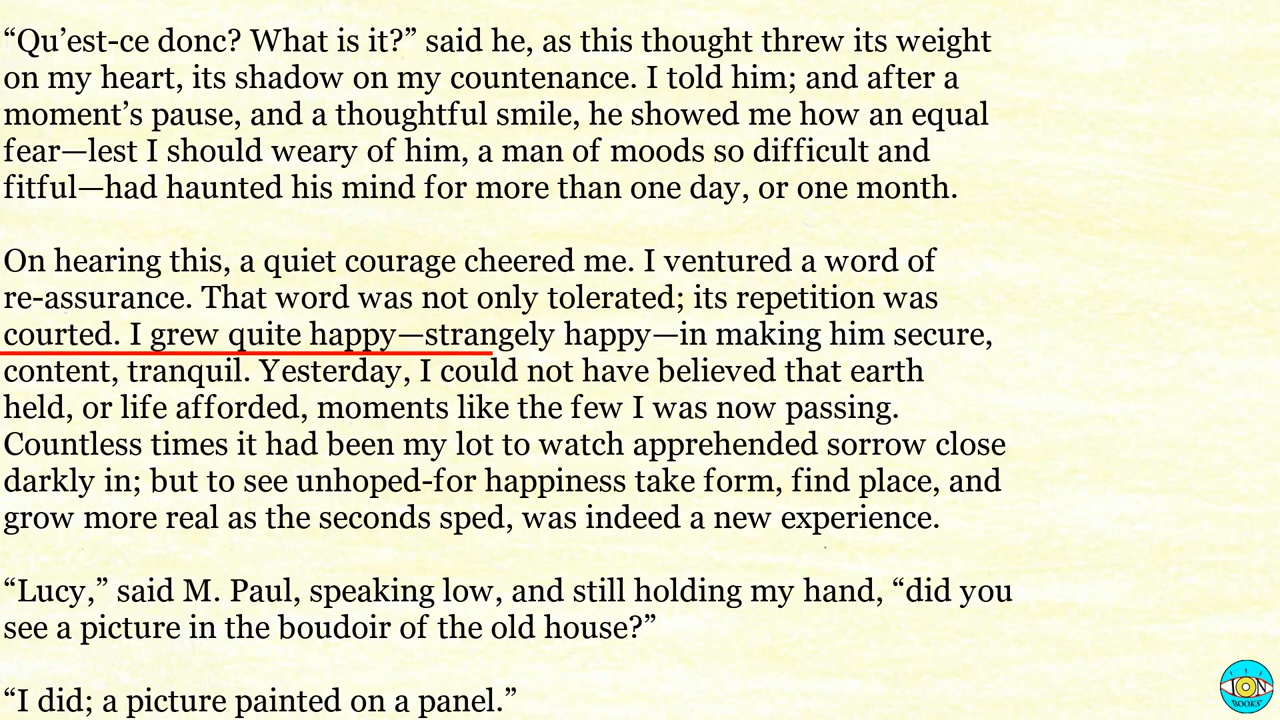 “Qu’est-ce donc? What is it?” said he, as this thought threw its weight
on my heart, its shadow on my countenance. I told him; and after a
moment’s pause, and a thoughtful smile, he showed me how an equal
fear—lest I should weary of him, a man of moods so difficult and
fitful—had haunted his mind for more than one day, or one month.
On hearing this, a quiet courage cheered me. I ventured a word of
re-assurance. That word was not only tolerated; its repetition was
courted. I grew quite happy—strangely happy—in making him secure,
content, tranquil. Yesterday, I could not have believed that earth
held, or life afforded, moments like the few I was now passing.
Countless times it had been my lot to watch apprehended sorrow close
darkly in; but to see unhoped-for happiness take form, find place, and
grow more real as the seconds sped, was indeed a new experience.
“Lucy,” said M. Paul, speaking low, and still holding my hand, “did you
see a picture in the boudoir of the old house?”
“I did; a picture painted on a panel.”
ION
BOOKS